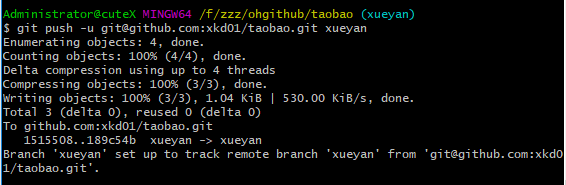 Administrator@cuteX MINGW64 /f/zzz/ohgithub/taobao (xueyan)
$ git push -u git@github.com:xkd01/taobao.git xueyan
Enumerating objects: 4, done.
Counting objects: 100% (4/4), done.
Delta compression using up to 4 threads
Compressing objects: 100% (3/3), done.
Writing objects: 100% (3/3), 1.04 KiB | 530.00 KiB/s, done.
Total 3 (delta 0), reused 0 (delta 0)
To github.com:xkd01/taobao.git
   1515508..189c54b  xueyan -> xueyan
Branch 'xueyan' set up to track remote branch 'xueyan' from 'git@github.com:xkd0
1/taobao.git'.